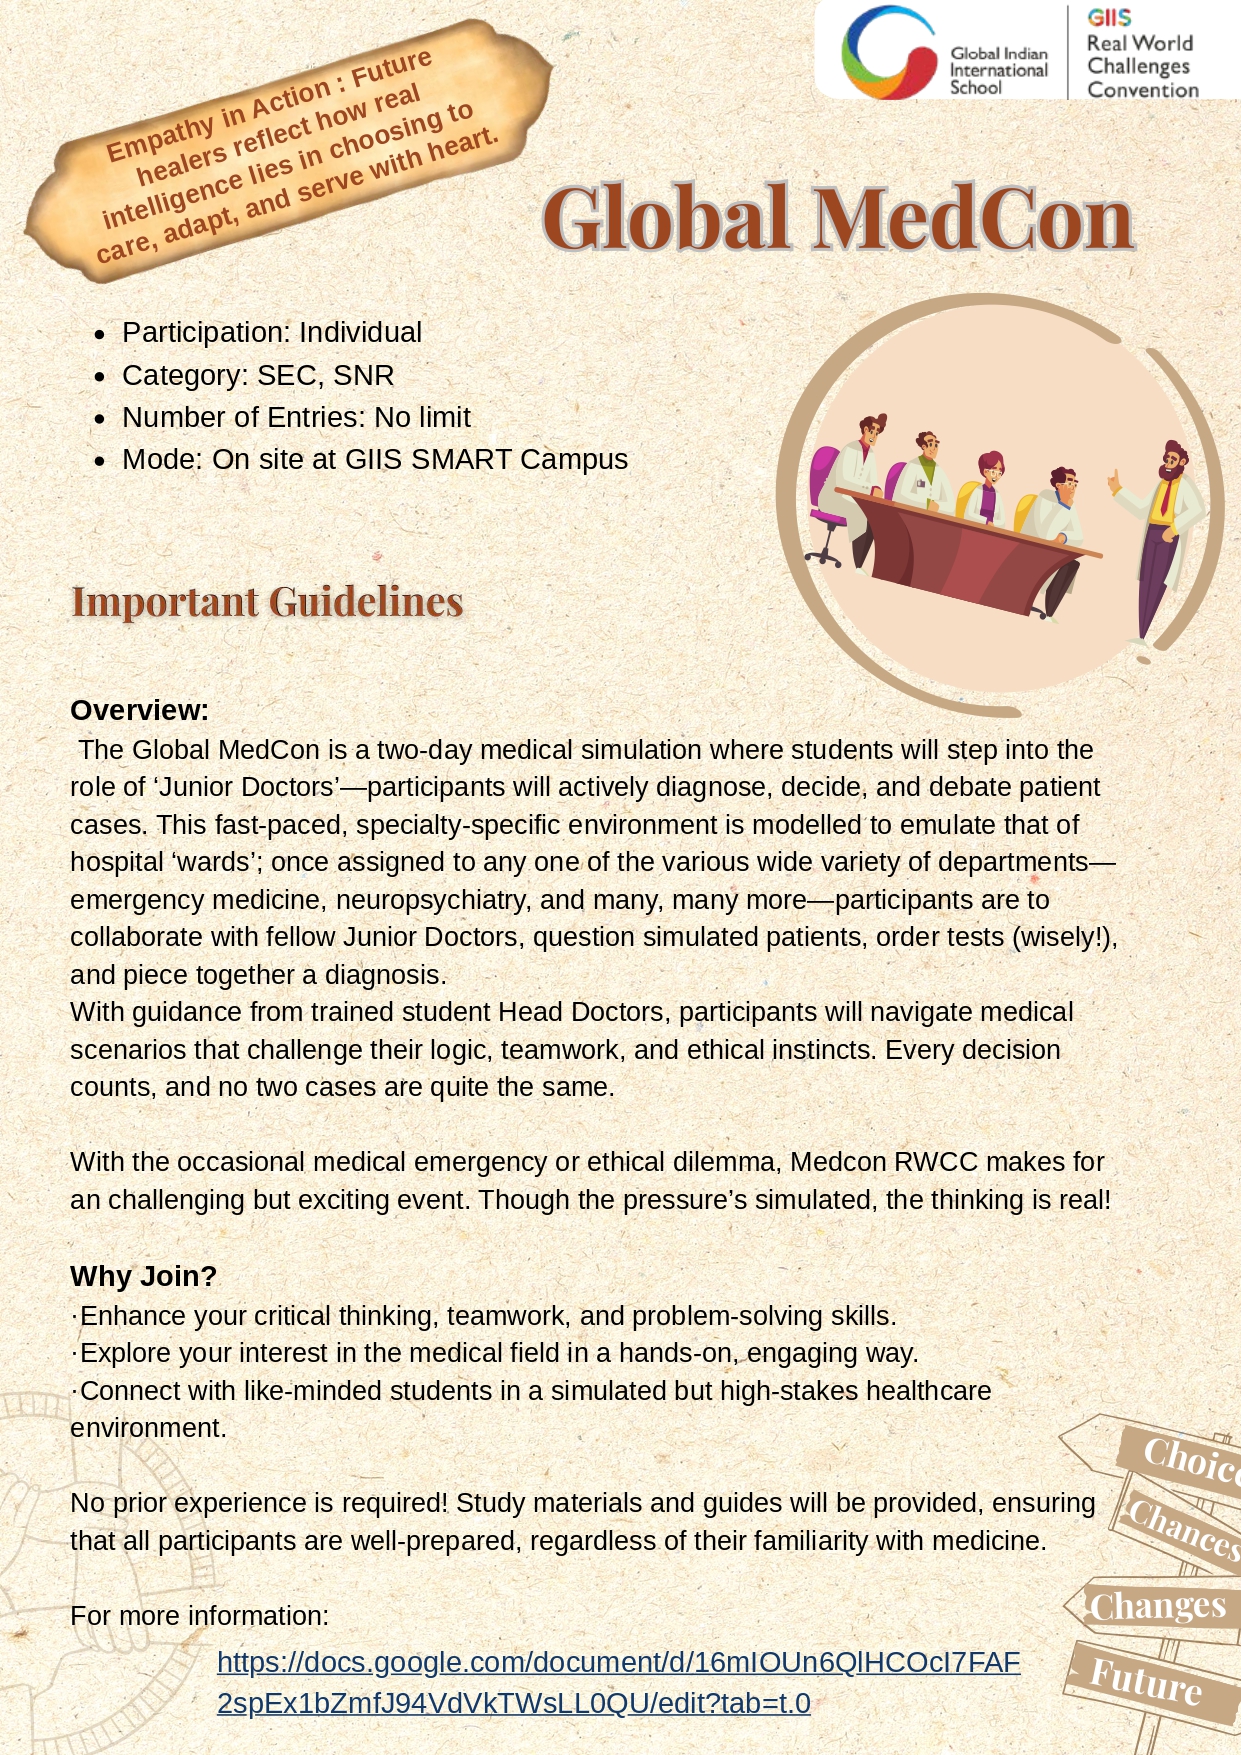 Empathy in Action : Future
healers reflect how real
intelligence lies in choosing to
care, adapt, and serve with heart.
Global Indian
International
School
GIIS
Real World
Challenges
Convention
Global MedCon
• Participation: Individual
• Category: SEC, SNR
• Number of Entries: No limit
• Mode: On site at GIIS SMART Campus
Important Guidelines
Overview:
The Global MedCon is a two-day medical simulation where students will step into the
role of ‘Junior Doctors’—participants will actively diagnose, decide, and debate patient
cases. This fast-paced, specialty-specific environment is modelled to emulate that of
hospital ‘wards’; once assigned to any one of the various wide variety of departments—
emergency medicine, neuropsychiatry, and many, many more—participants are to
collaborate with fellow Junior Doctors, question simulated patients, order tests (wisely!),
and piece together a diagnosis.
With guidance from trained student Head Doctors, participants will navigate medical
scenarios that challenge their logic, teamwork, and ethical instincts. Every decision
counts, and no two cases are quite the same.
With the occasional medical emergency or ethical dilemma, Medcon RWCC makes for
an challenging but exciting event. Though the pressure’s simulated, the thinking is real!
Why Join?
·Enhance your critical thinking, teamwork, and problem-solving skills.
·Explore your interest in the medical field in a hands-on, engaging way.
·Connect with like-minded students in a simulated but high-stakes healthcare
environment.
No prior experience is required! Study materials and guides will be provided, ensuring
that all participants are well-prepared, regardless of their familiarity with medicine.
For more information:
https://docs.google.com/document/d/16mIOUn6QlHCOcI7FAF
2spEx1bZmfJ94VdVkTWsLL0QU/edit?tab=t.0
Choice
Chances
Changes
Future